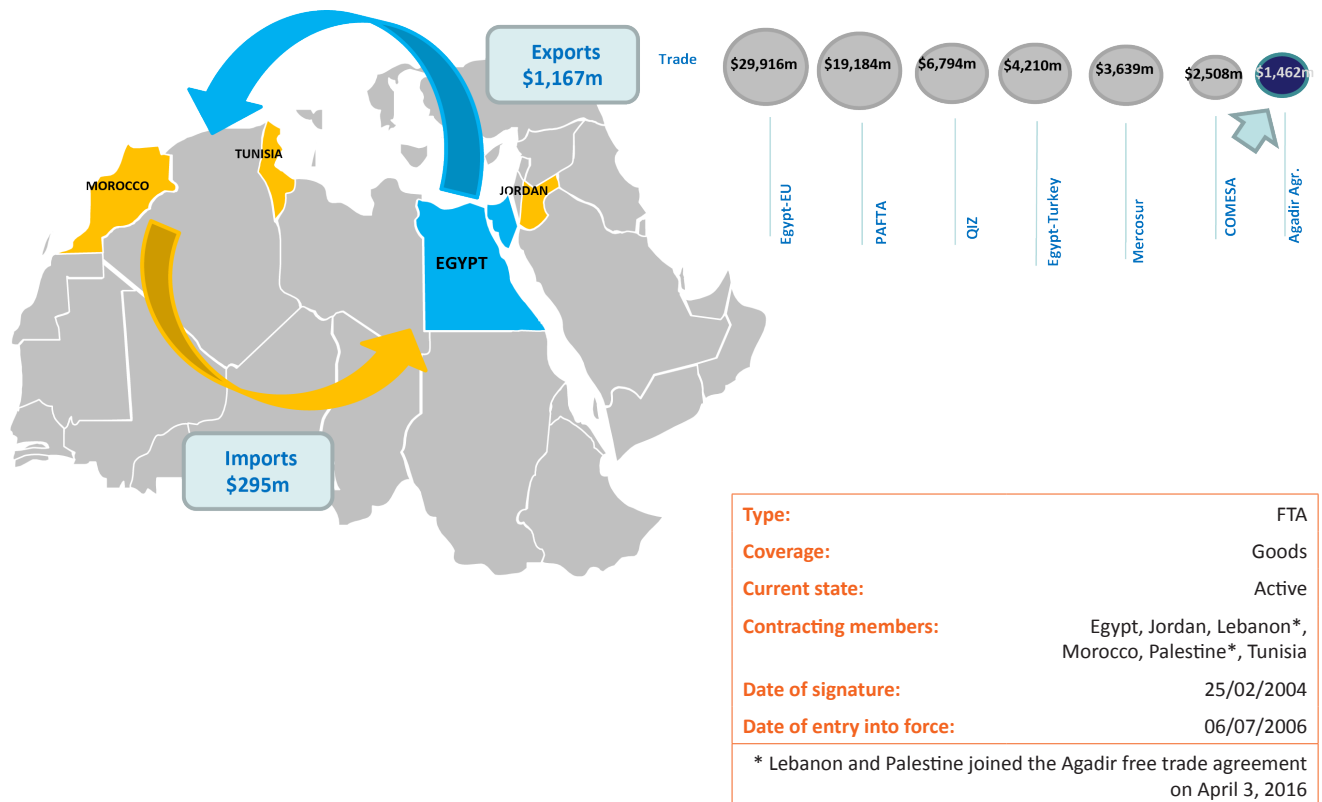 Exports
$1,167m
Trade
$29,916m
$19,184m
$6,794m
$4,210m
$3,639m
$2,508m
$1,462m
Egypt-EU
PAFTA
QIZ
Egypt-Turkey
Mercosur
COMESA
Agadir Agr.
TUNISIA
MOROCCO
JORDAN
EGYPT
Imports
$295m
Type: FTA
Coverage: Goods
Current state: Active
Contracting members: Egypt, Jordan, Lebanon*,
Morocco, Palestine*, Tunisia
Date of signature: 25/02/2004
Date of entry into force: 06/07/2006
* Lebanon and Palestine joined the Agadir free trade agreement
on April 3, 2016